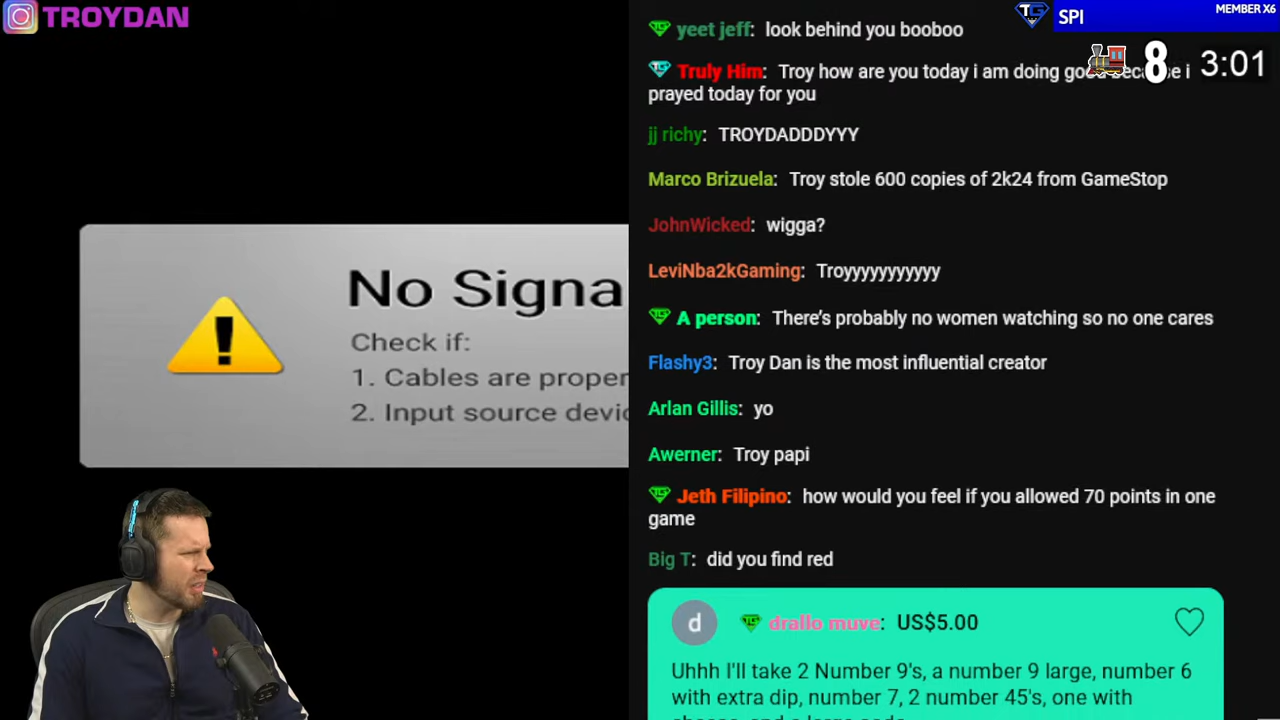 TROYDAN
No Signa
Check if:
1. Cables are proper
2. Input source devic
TG SPI
MEMBER X6
8 3:01
yeet jeff: look behind you booboo
Truly Him: Troy how are you today i am doing good because i
prayed today for you
jj richy: TROYDADDDYYY
Marco Brizuela: Troy stole 600 copies of 2k24 from GameStop
JohnWicked: wigga?
LeviNba2kGaming: Troyyyyyyyyyyy
A person: There's probably no women watching so no one cares
Flashy3: Troy Dan is the most influential creator
Arlan Gillis: yo
Awerner: Troy papi
Jeth Filipino: how would you feel if you allowed 70 points in one
game
Big T: did you find red
d drallo muve: US$5.00
Uhhh I'll take 2 Number 9's, a number 9 large, number 6
with extra dip, number 7, 2 number 45's, one with